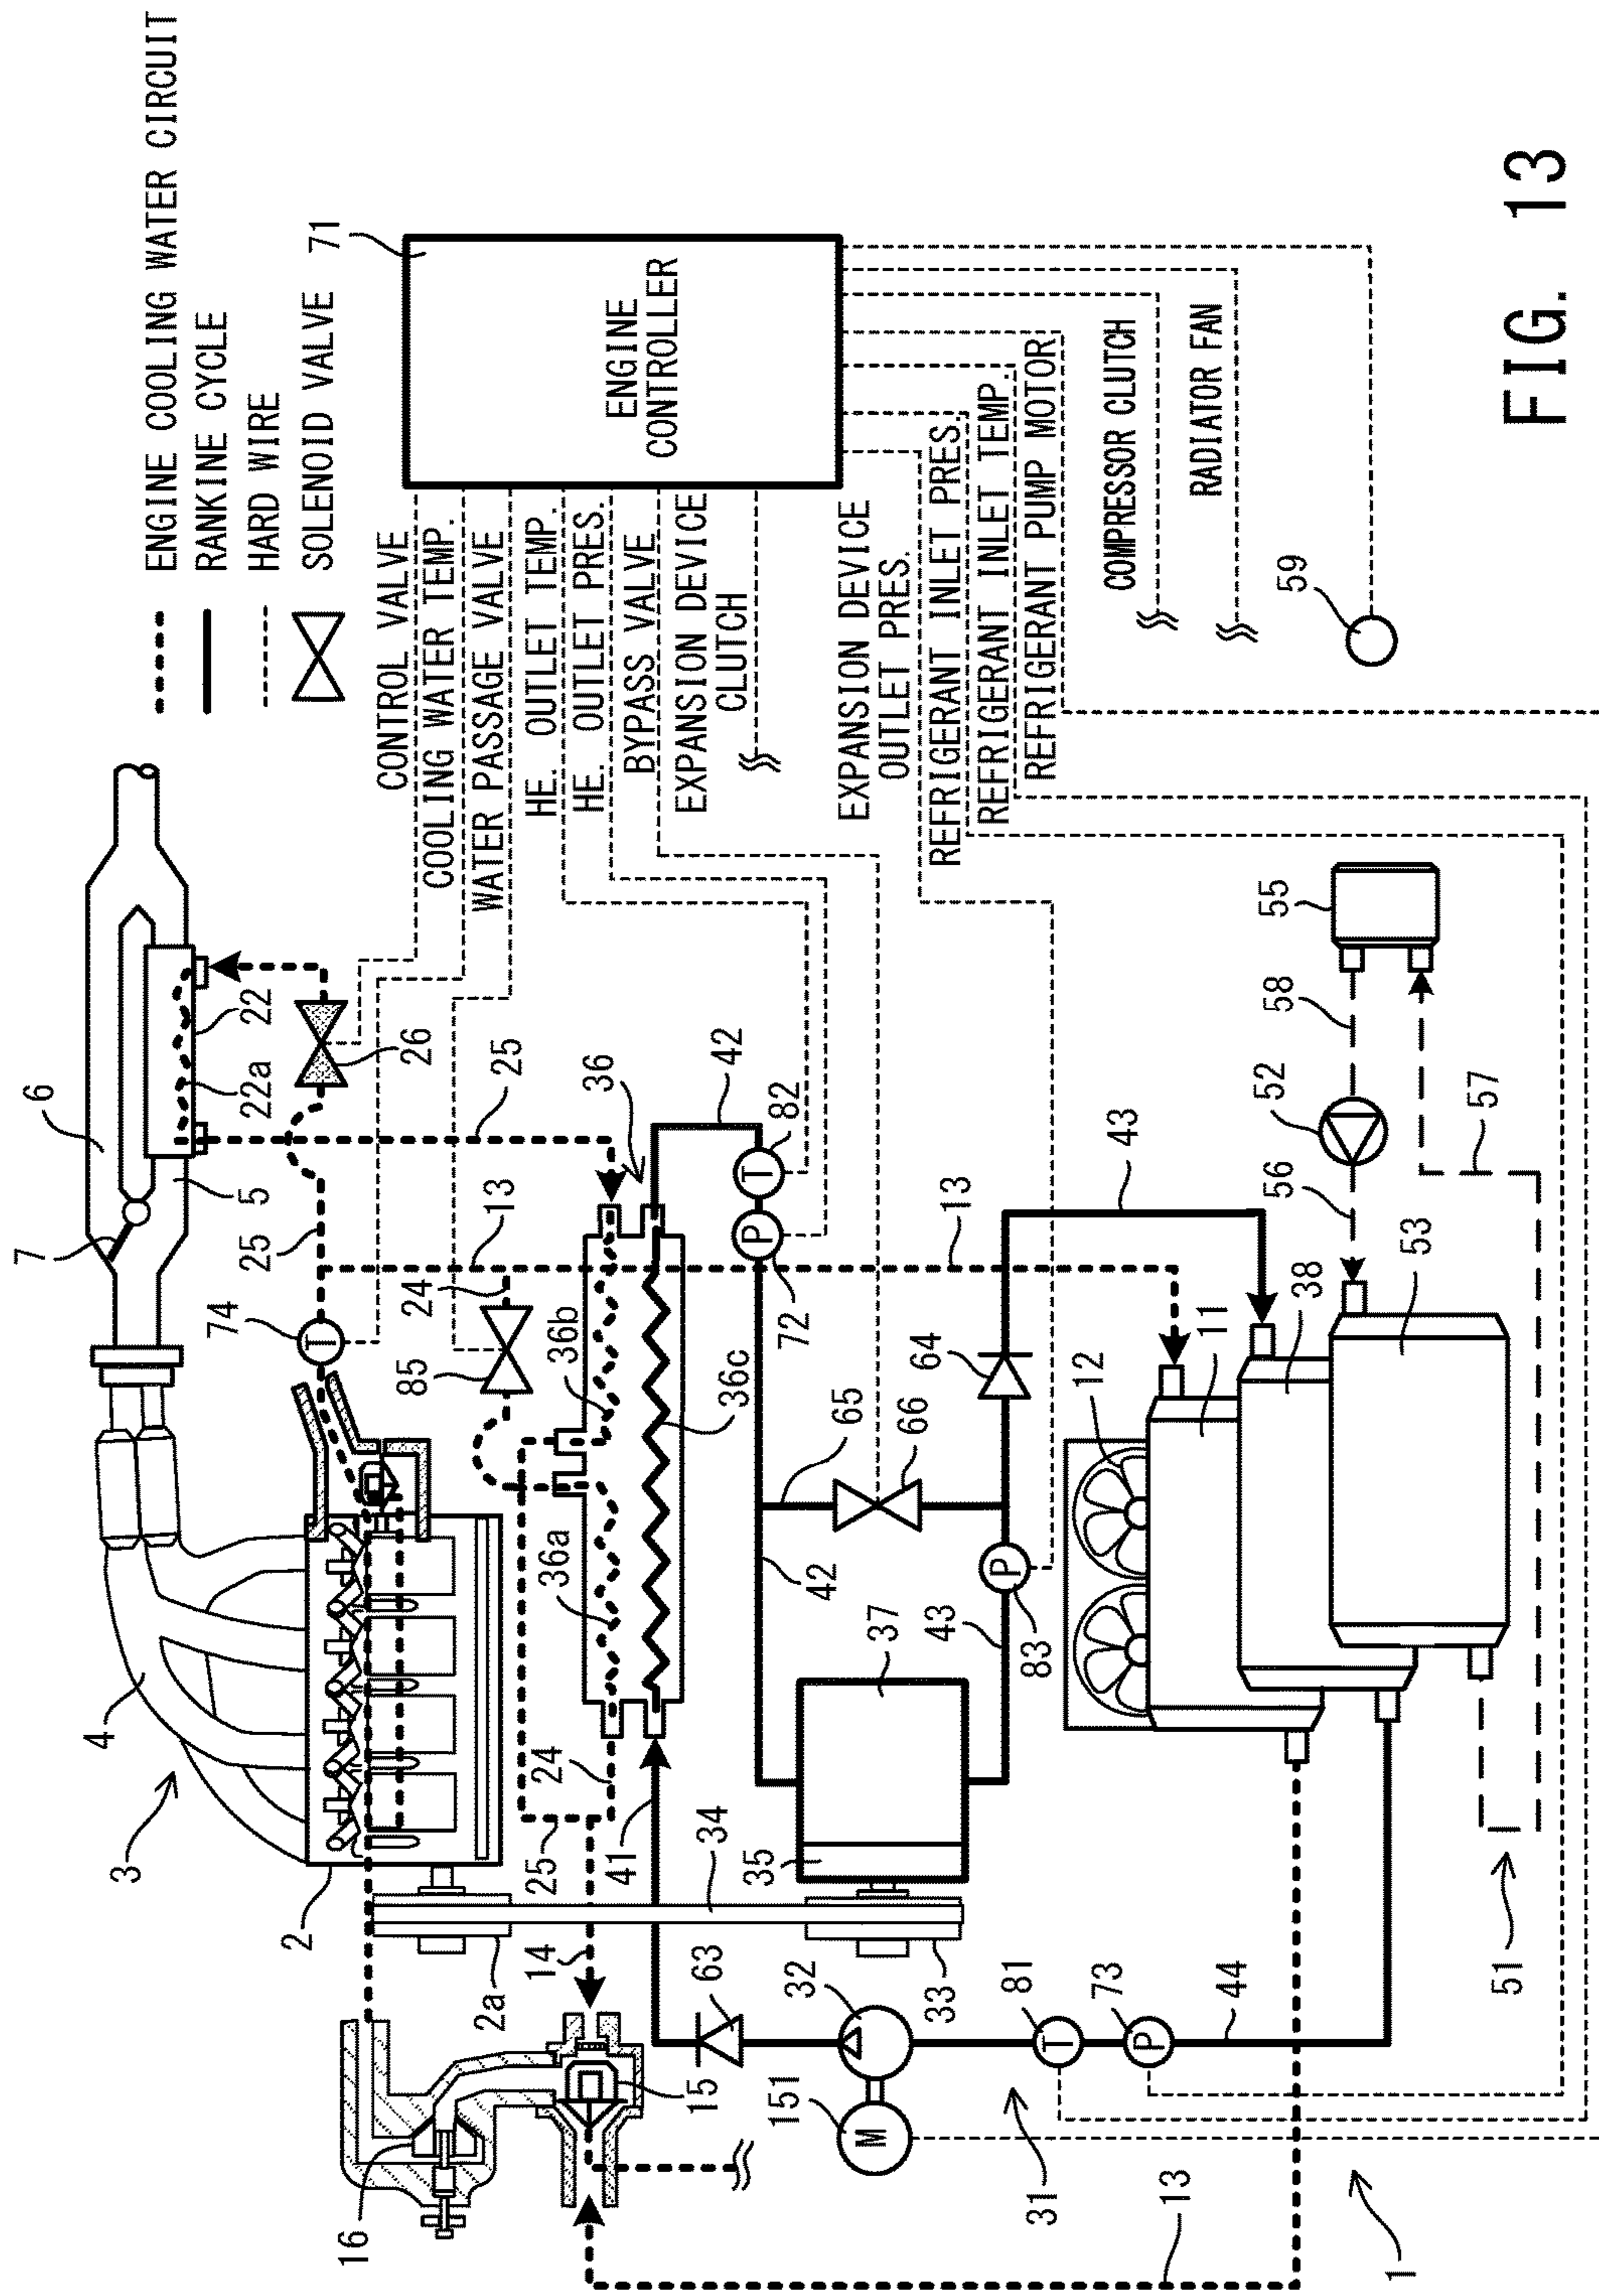 ENGINE COOLING WATER CIRCUIT
RANKINE CYCLE
HARD WIRE
SOLENOID VALVE
71
ENGINE
CONTROLLER
CONTROL VALVE
COOLING WATER TEMP.
WATER PASSAGE VALVE
HE. OUTLET TEMP.
HE. OUTLET PRES.
BYPASS VALVE
EXPANSION DEVICE
CLUTCH
EXPANSION DEVICE
OUTLET PRES.
REFRIGERANT INLET PRES.
REFRIGERANT INLET TEMP.
REFRIGERANT PUMP MOTOR
COMPRESSOR CLUTCH
RADIATOR FAN
59
3
4
7
6
5
22
22a
26
25
25
74
T
2
2a
16
15
14
25
24
24
85
13
36
36a
36b
36c
42
82
T
P
72
41
34
35
37
42
65
66
64
43
43
P
83
13
63
32
33
151
M
81
T
73
P
44
31
13
1
12
11
38
53
51
56
52
58
55
57
FIG. 13